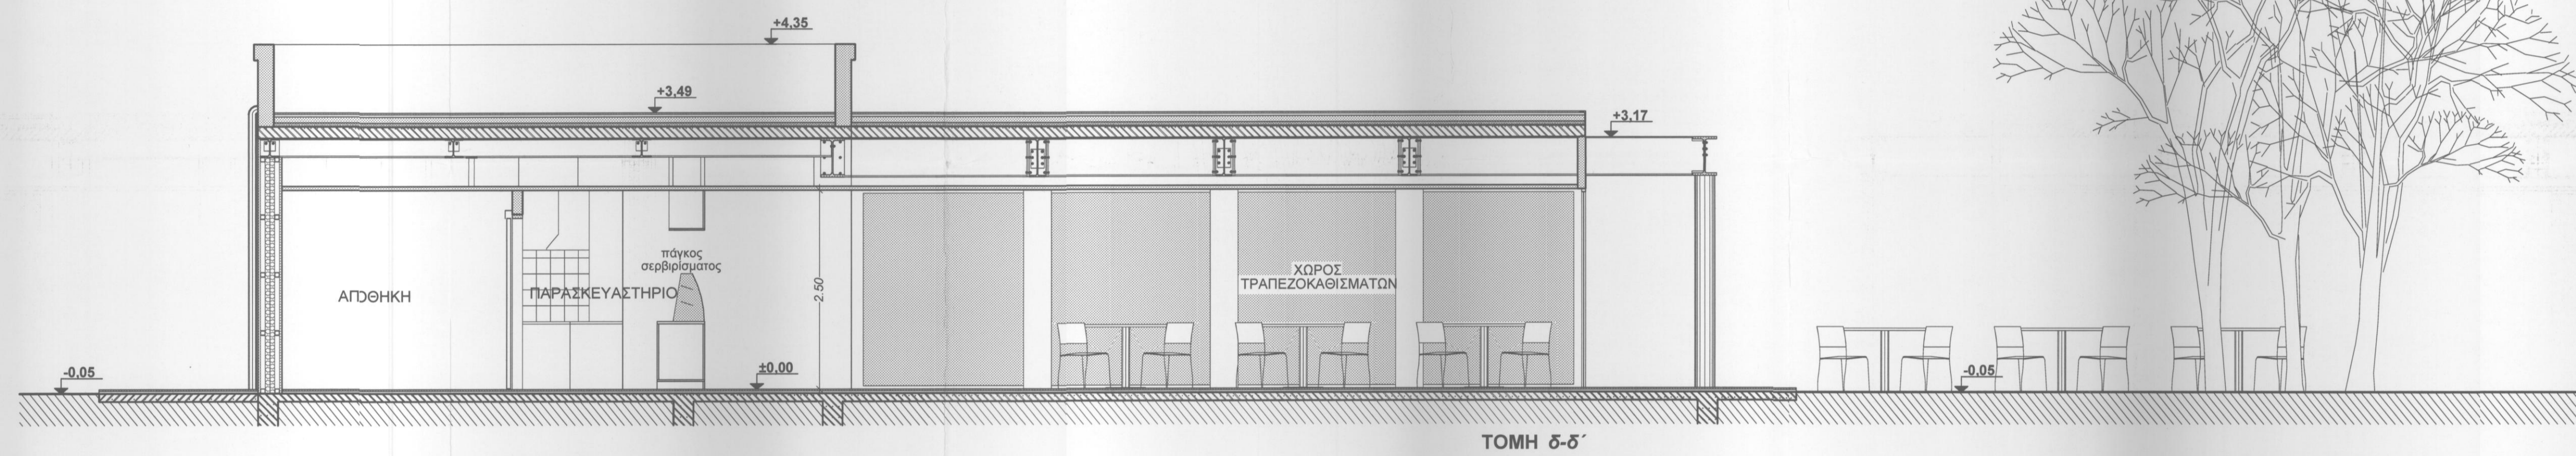 +4,35
+3,49
+3,17
πάγκος
σερβιρίσματος
ΑΠΟΘΗΚΗ
ΠΑΡΑΣΚΕΥΑΣΤΗΡΙΟ
2.50
ΧΩΡΟΣ
ΤΡΑΠΕΖΟΚΑΘΙΣΜΑΤΩΝ
-0,05
±0,00
-0,05
ΤΟΜΗ δ-δ΄